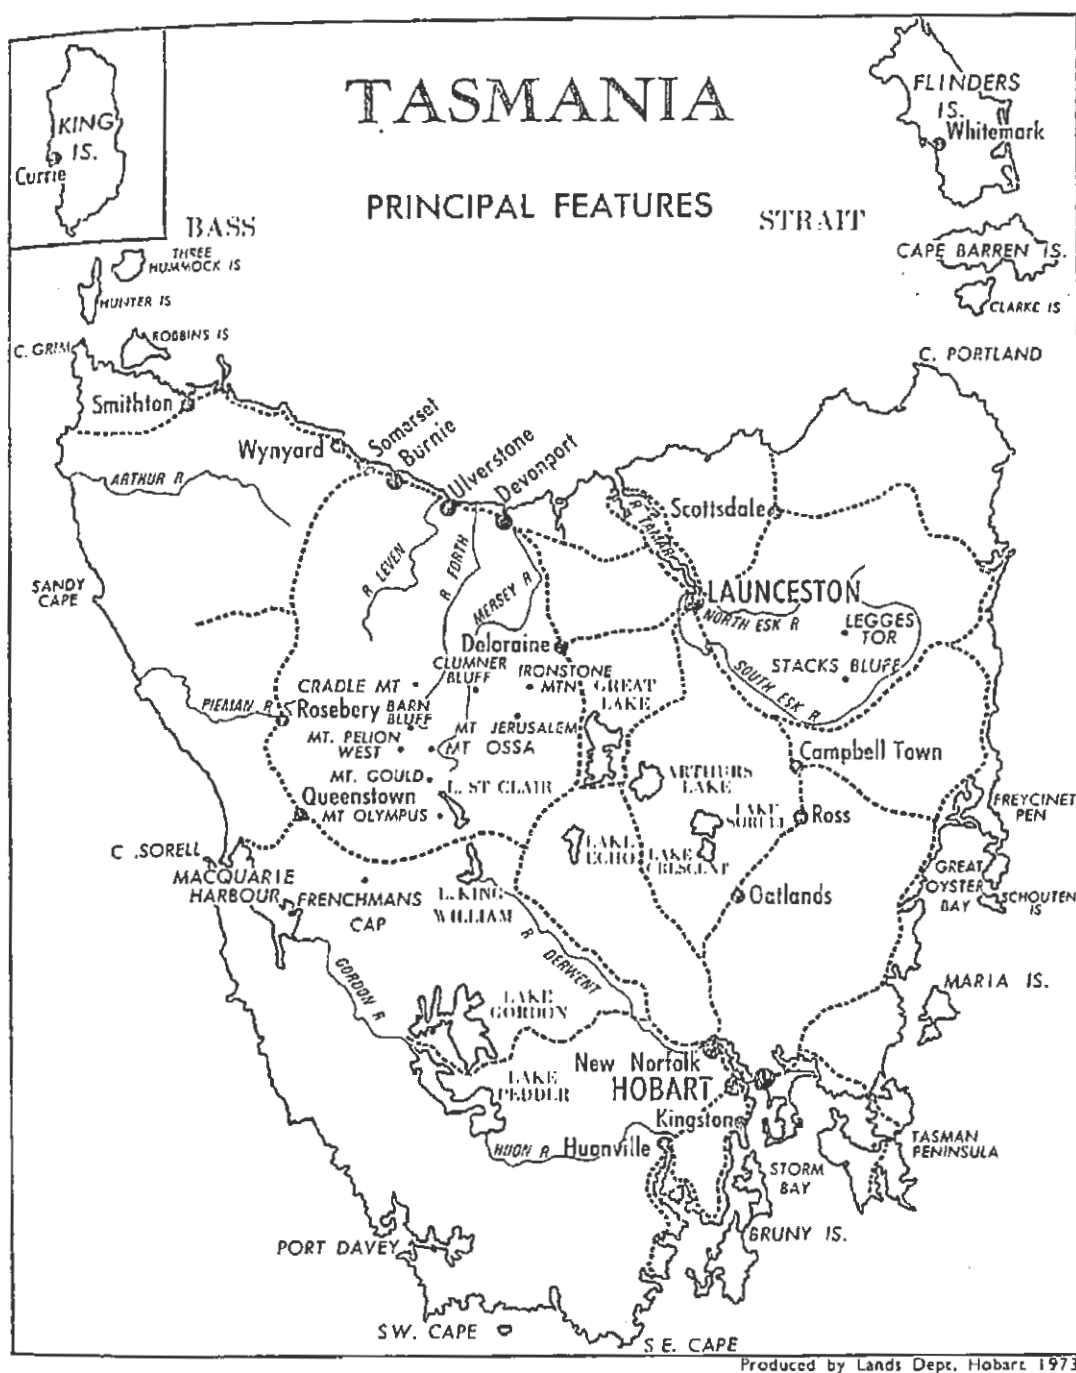 TASMANIA
PRINCIPAL FEATURES
KING
IS.
Currie
FLINDERS
IS.
Whitemark
BASS
STRAIT
THREE
HUMMOCK IS
HUNTER IS
ROBBINS IS
C. GRIM
CAPE BARREN IS.
CLARKE IS
C. PORTLAND
Smithton
Wynyard
Somerset
Burnie
Ulverstone
Devonport
Scottsdale
ARTHUR R
R LEVEN
R FORTH
MERSEY R
R TAMAR
SANDY
CAPE
LAUNCESTON
NORTH ESK R
LEGGES
TOR
STACKS BLUFF
SOUTH ESK R
Deloraine
CLUMNER
BLUFF
IRONSTONE
MTN
GREAT
LAKE
CRADLE MT
PIEMAN R
Rosebery
BARN
BLUFF
MT JERUSALEM
MT. PELION
WEST
MT OSSA
MT. GOULD
L. ST CLAIR
Queenstown
MT OLYMPUS
ARTHURS
LAKE
Campbell Town
LAKE
SORELL
Ross
FREYCINET
PEN
LAKE
ECHO
LAKE
CRESCENT
C .SORELL
MACQUARIE
HARBOUR
FRENCHMANS
CAP
L. KING
WILLIAM
Oatlands
GREAT
OYSTER
BAY
SCHOUTEN
IS
R DERWENT
GORDON R
MARIA IS.
LAKE
GORDON
LAKE
PEDDER
New Norfolk
HOBART
Kingston
HUON R
Huonville
STORM
BAY
TASMAN
PENINSULA
BRUNY IS.
PORT DAVEY
S.W. CAPE
S E. CAPE
Produced by Lands Dept. Hobart 1973